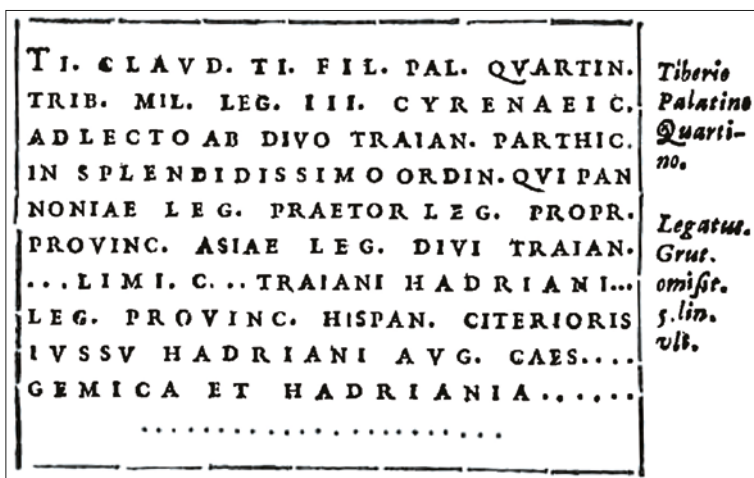 TI. CLAVD. TI. FIL. PAL. QVARTIN.
TRIB. MIL. LEG. III. CYRENAEIC.
ADLECTO AB DIVO TRAIAN. PARTHIC.
IN SPLENDIDISSIMO ORDIN. QVI PAN
NONIAE LEG. PRAETOR LEG. PROPR.
PROVINC. ASIAE LEG. DIVI TRAIAN.
...LIMI. C... TRAIANI HADRIANI...
LEG. PROVINC. HISPAN. CITERIORIS
IVSSV HADRIANI AVG. CAES....
GEMICA ET HADRIANIA......
........................
Tiberio
Palatino
Quarti-
no.
Legatus.
Grut.
omisit.
5.lin.
vlt.